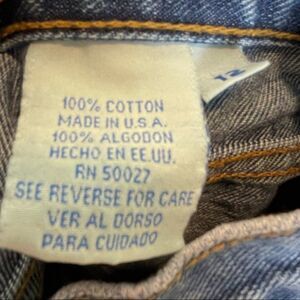 12
100% COTTON
MADE IN U.S.A.
100% ALGODON
HECHO EN EE.UU.
RN 50027
SEE REVERSE FOR CARE
VER AL DORSO
PARA CUIDADO